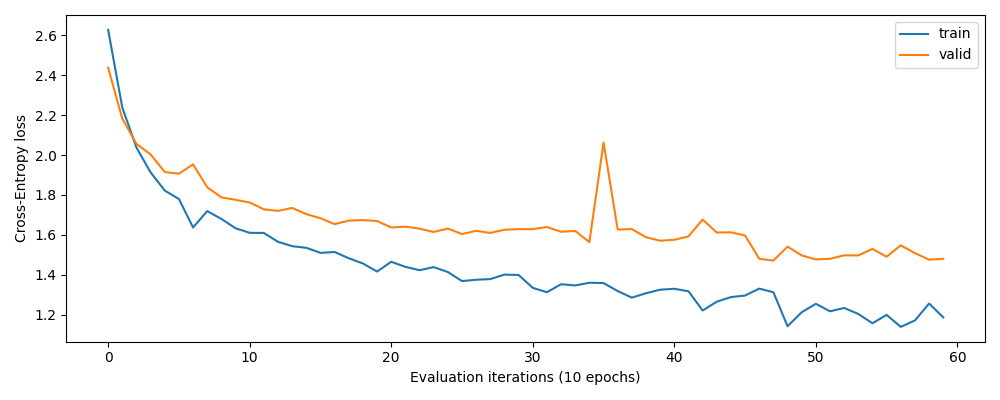 train
valid
2.6
2.4
2.2
2.0
1.8
1.6
1.4
1.2
Cross-Entropy loss
0 10 20 30 40 50 60
Evaluation iterations (10 epochs)